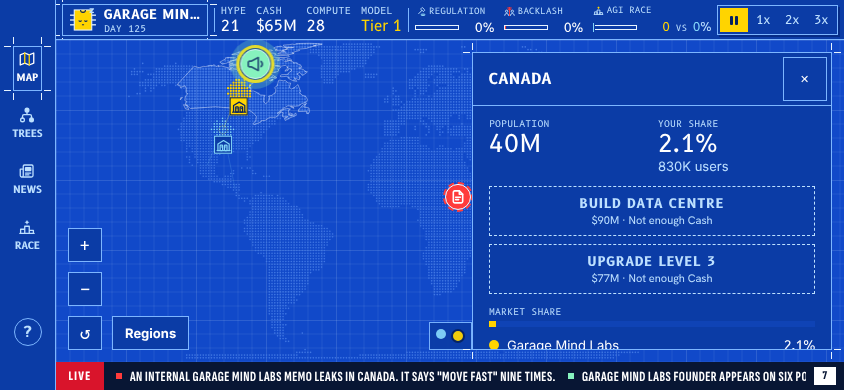 GARAGE MIN...
DAY 125
HYPE
21
CASH
$65M
COMPUTE
28
MODEL
Tier 1
REGULATION
0%
BACKLASH
0%
AGI RACE
0 VS 0%
1x 2x 3x
MAP
TREES
NEWS
RACE
?
+
−
↺
Regions
CANADA
×
POPULATION
40M
YOUR SHARE
2.1%
830K users
BUILD DATA CENTRE
$90M · Not enough Cash
UPGRADE LEVEL 3
$77M · Not enough Cash
MARKET SHARE
Garage Mind Labs 2.1%
LIVE
AN INTERNAL GARAGE MIND LABS MEMO LEAKS IN CANADA. IT SAYS "MOVE FAST" NINE TIMES.
GARAGE MIND LABS FOUNDER APPEARS ON SIX PO
7